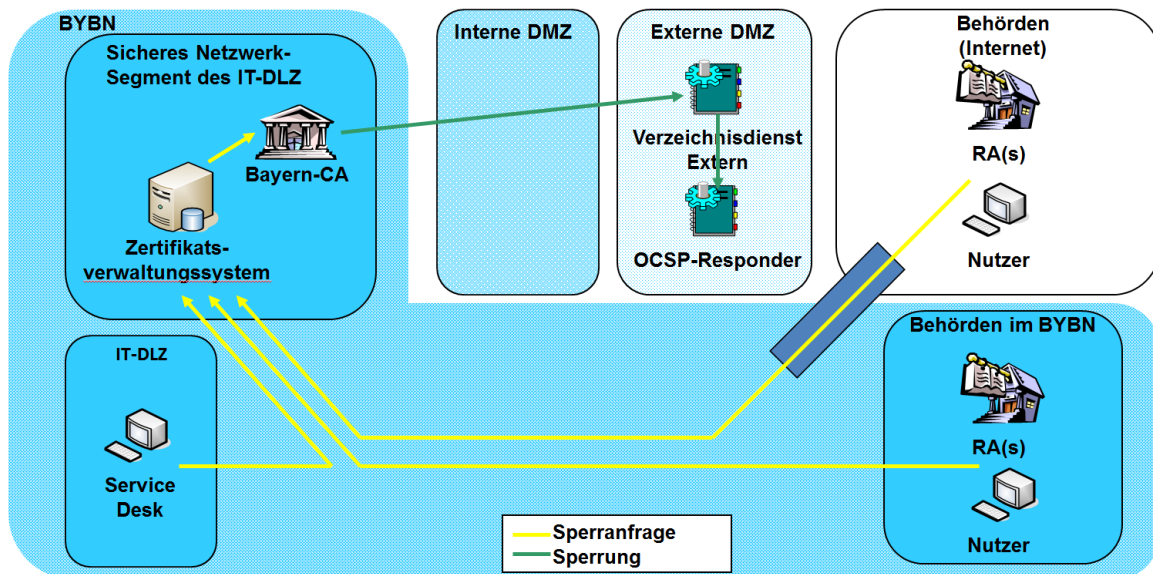 BYBN
Sicheres Netzwerk-
Segment des IT-DLZ
Bayern-CA
Zertifikats-
verwaltungssystem
Interne DMZ
Externe DMZ
Verzeichnisdienst
Extern
OCSP-Responder
Behörden
(Internet)
RA(s)
Nutzer
IT-DLZ
Service
Desk
Behörden im BYBN
RA(s)
Nutzer
Sperranfrage
Sperrung